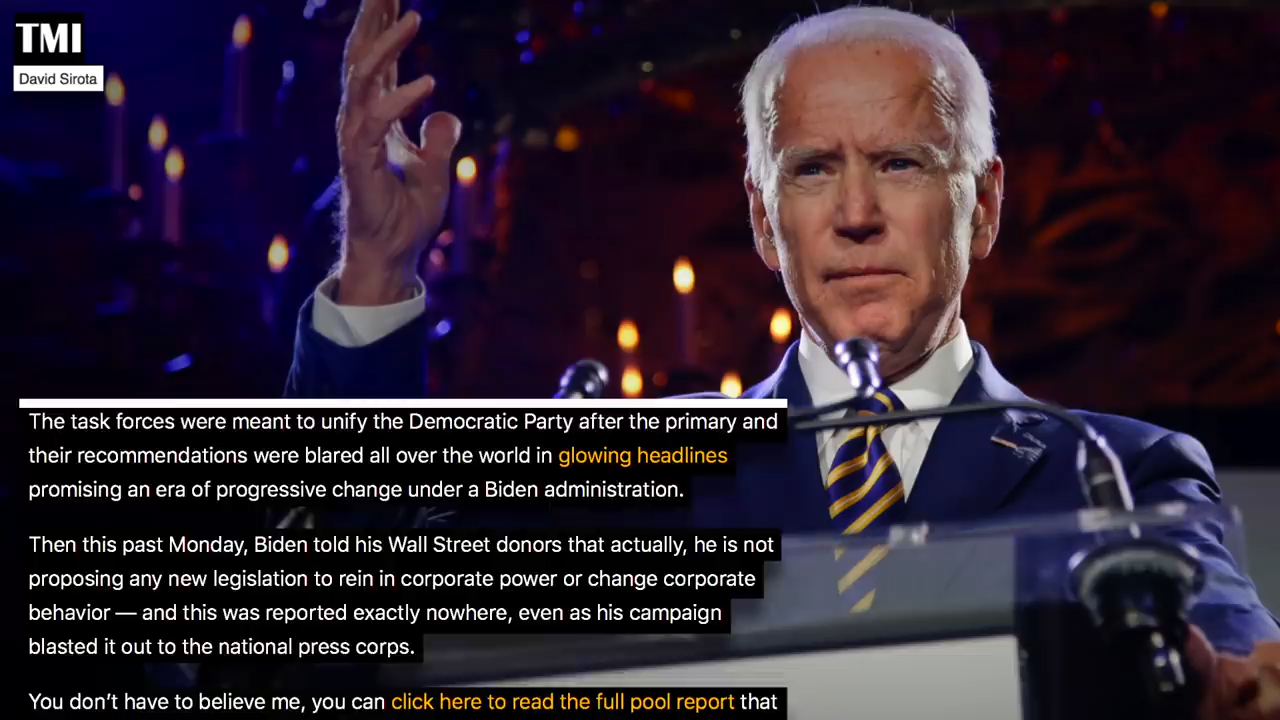 TMI
David Sirota
The task forces were meant to unify the Democratic Party after the primary and
their recommendations were blared all over the world in glowing headlines
promising an era of progressive change under a Biden administration.
Then this past Monday, Biden told his Wall Street donors that actually, he is not
proposing any new legislation to rein in corporate power or change corporate
behavior — and this was reported exactly nowhere, even as his campaign
blasted it out to the national press corps.
You don’t have to believe me, you can click here to read the full pool report that